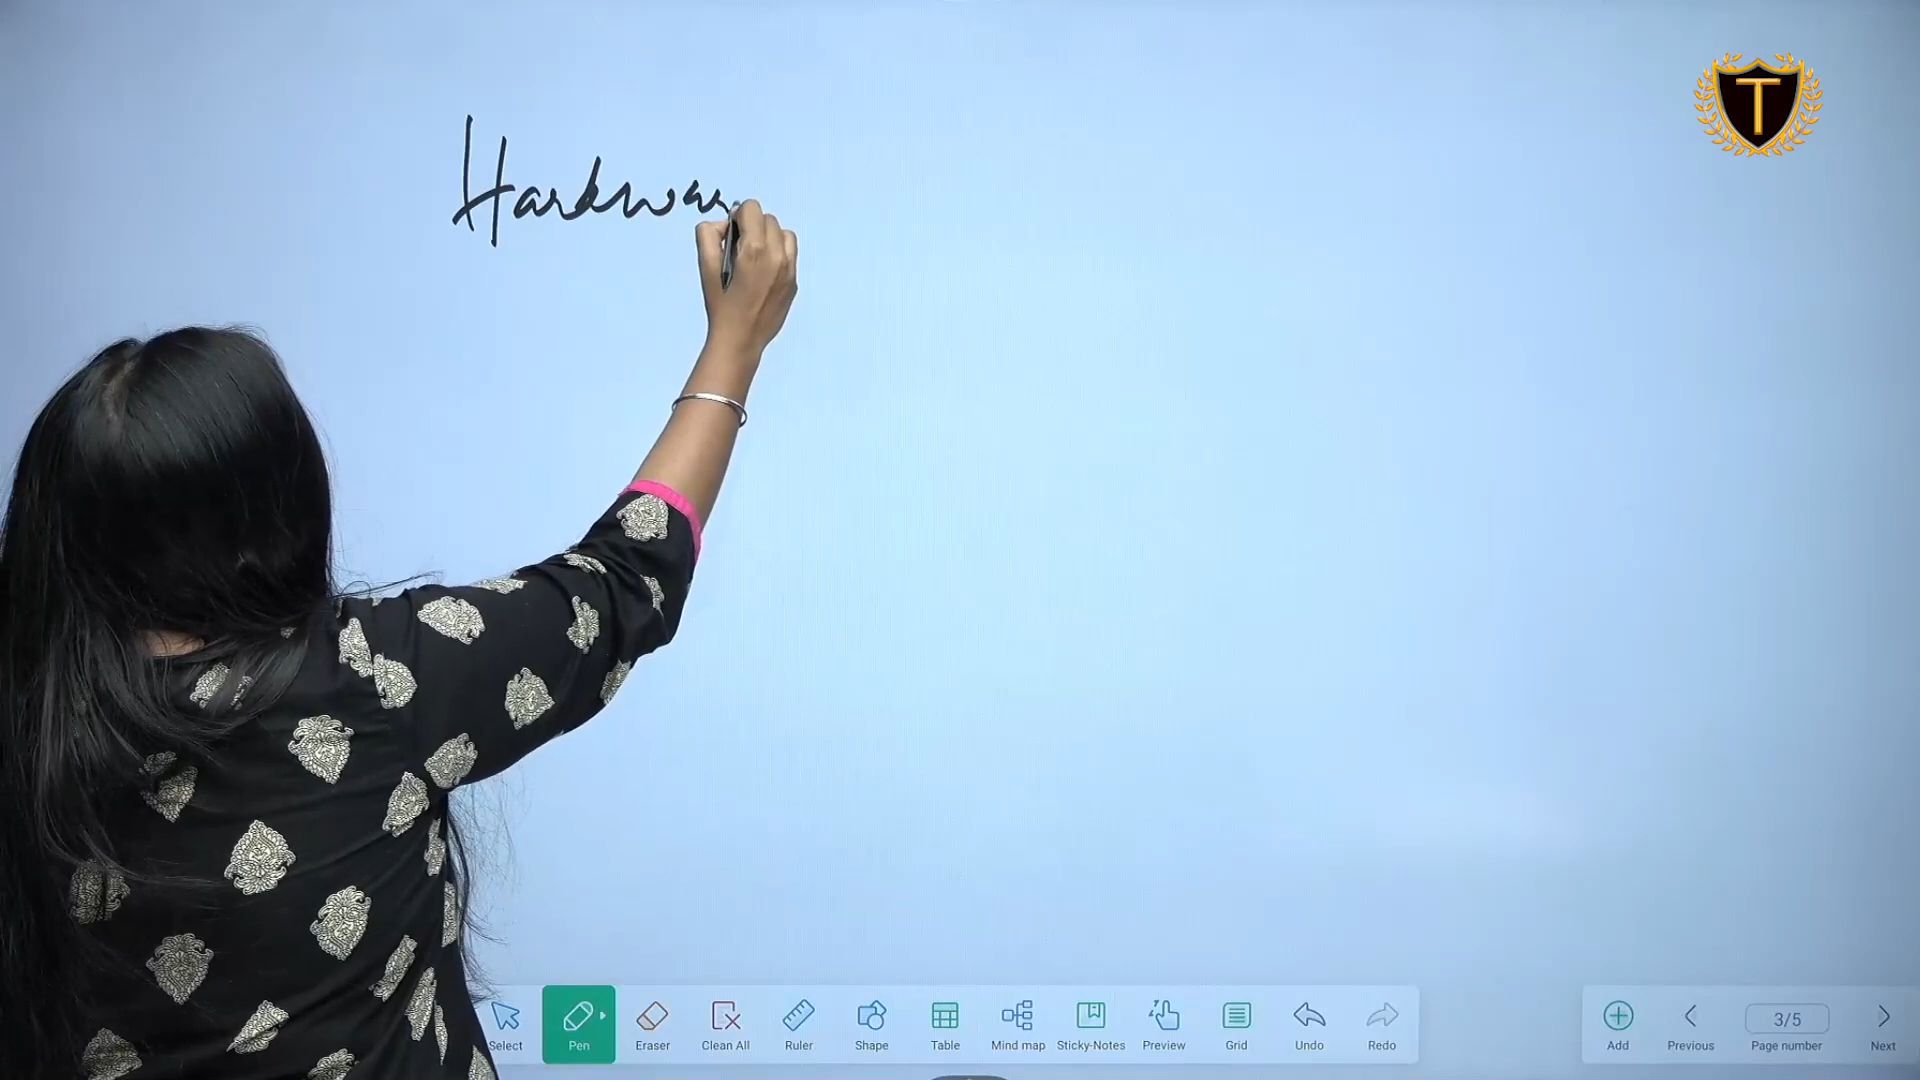 Hardwar
T
Select
Pen
Eraser
Clean All
Ruler
Shape
Table
Mind map
Sticky-Notes
Preview
Grid
Undo
Redo
Add
Previous
3/5
Page number
Next